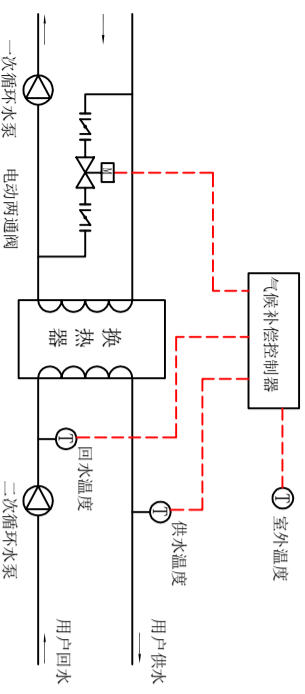 气候补偿控制器
T
室外温度
一次循环水泵
M
电动两通阀
换热器
T
回水温度
T
供水温度
二次循环水泵
用户供水
用户回水